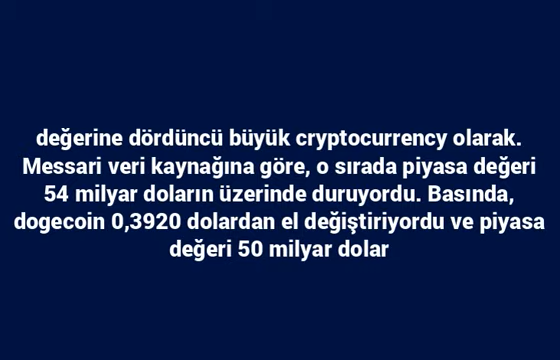 değerine dördüncü büyük cryptocurrency olarak.
Messari veri kaynağına göre, o sırada piyasa değeri
54 milyar doların üzerinde duruyordu. Basında,
dogecoin 0,3920 dolardan el değiştiriyordu ve piyasa
değeri 50 milyar dolar